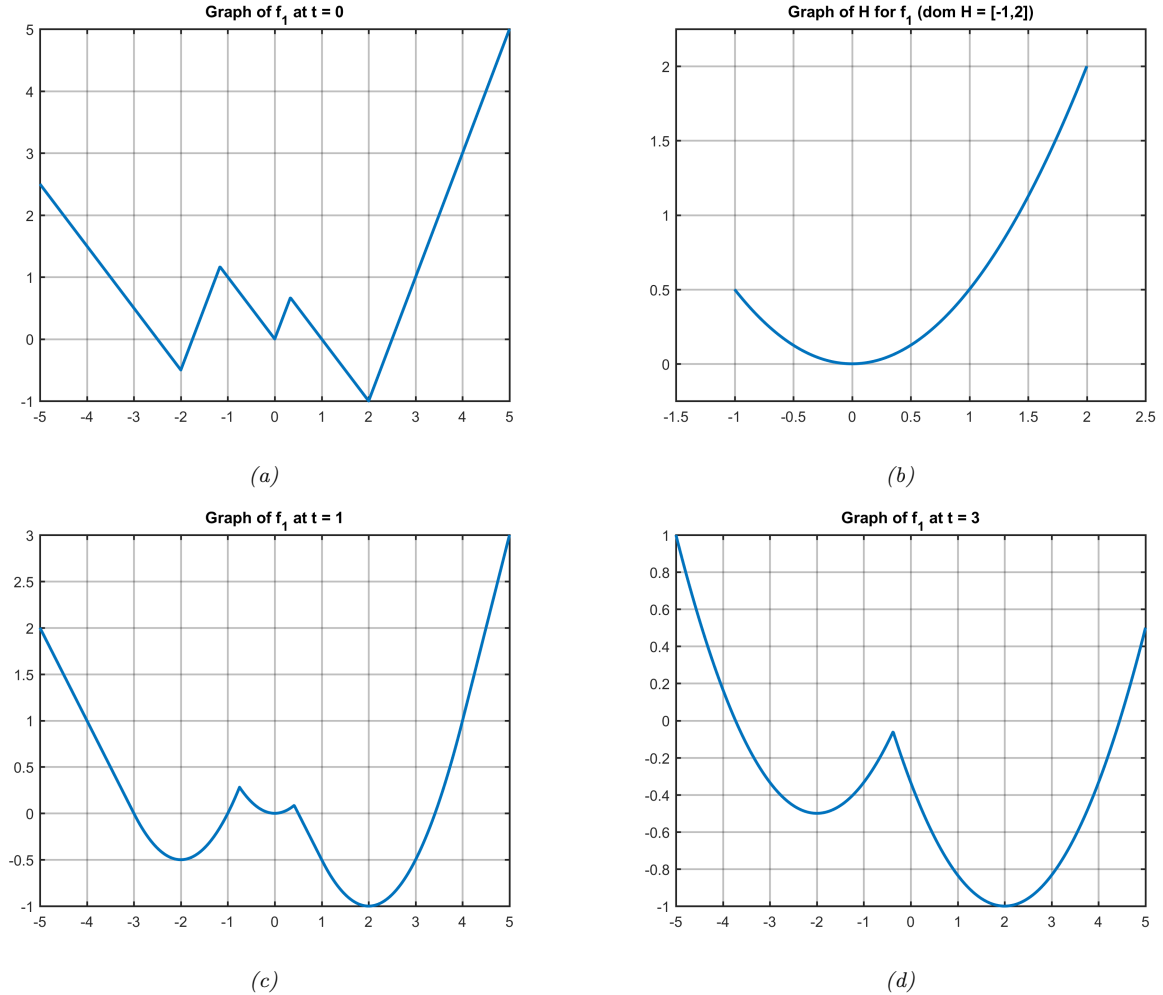 Graph of f₁ at t = 0
5
4
3
2
1
0
-1
-5 -4 -3 -2 -1 0 1 2 3 4 5
(a)
Graph of H for f₁ (dom H = [-1,2])
2
1.5
1
0.5
0
-1.5 -1 -0.5 0 0.5 1 1.5 2 2.5
(b)
Graph of f₁ at t = 1
3
2.5
2
1.5
1
0.5
0
-0.5
-1
-5 -4 -3 -2 -1 0 1 2 3 4 5
(c)
Graph of f₁ at t = 3
1
0.8
0.6
0.4
0.2
0
-0.2
-0.4
-0.6
-0.8
-1
-5 -4 -3 -2 -1 0 1 2 3 4 5
(d)